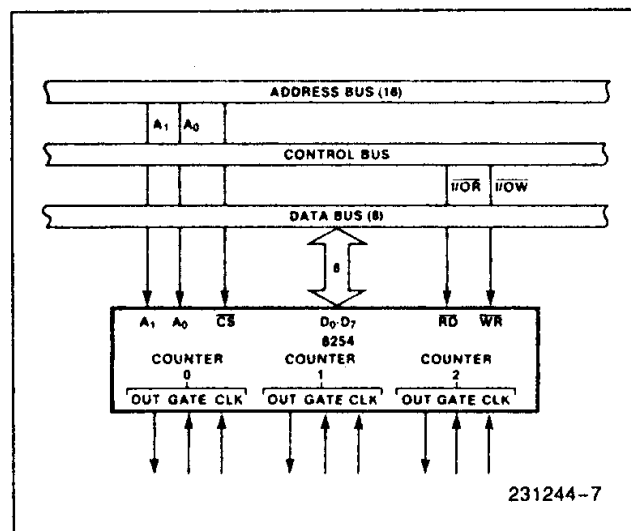 ADDRESS BUS (16)
A₁ A₀
CONTROL BUS
I/OR I/OW
DATA BUS (8)
8
A₁ A₀ CS D₀-D₇ RD WR
8254
COUNTER COUNTER COUNTER
0 1 2
OUT GATE CLK OUT GATE CLK OUT GATE CLK
231244-7